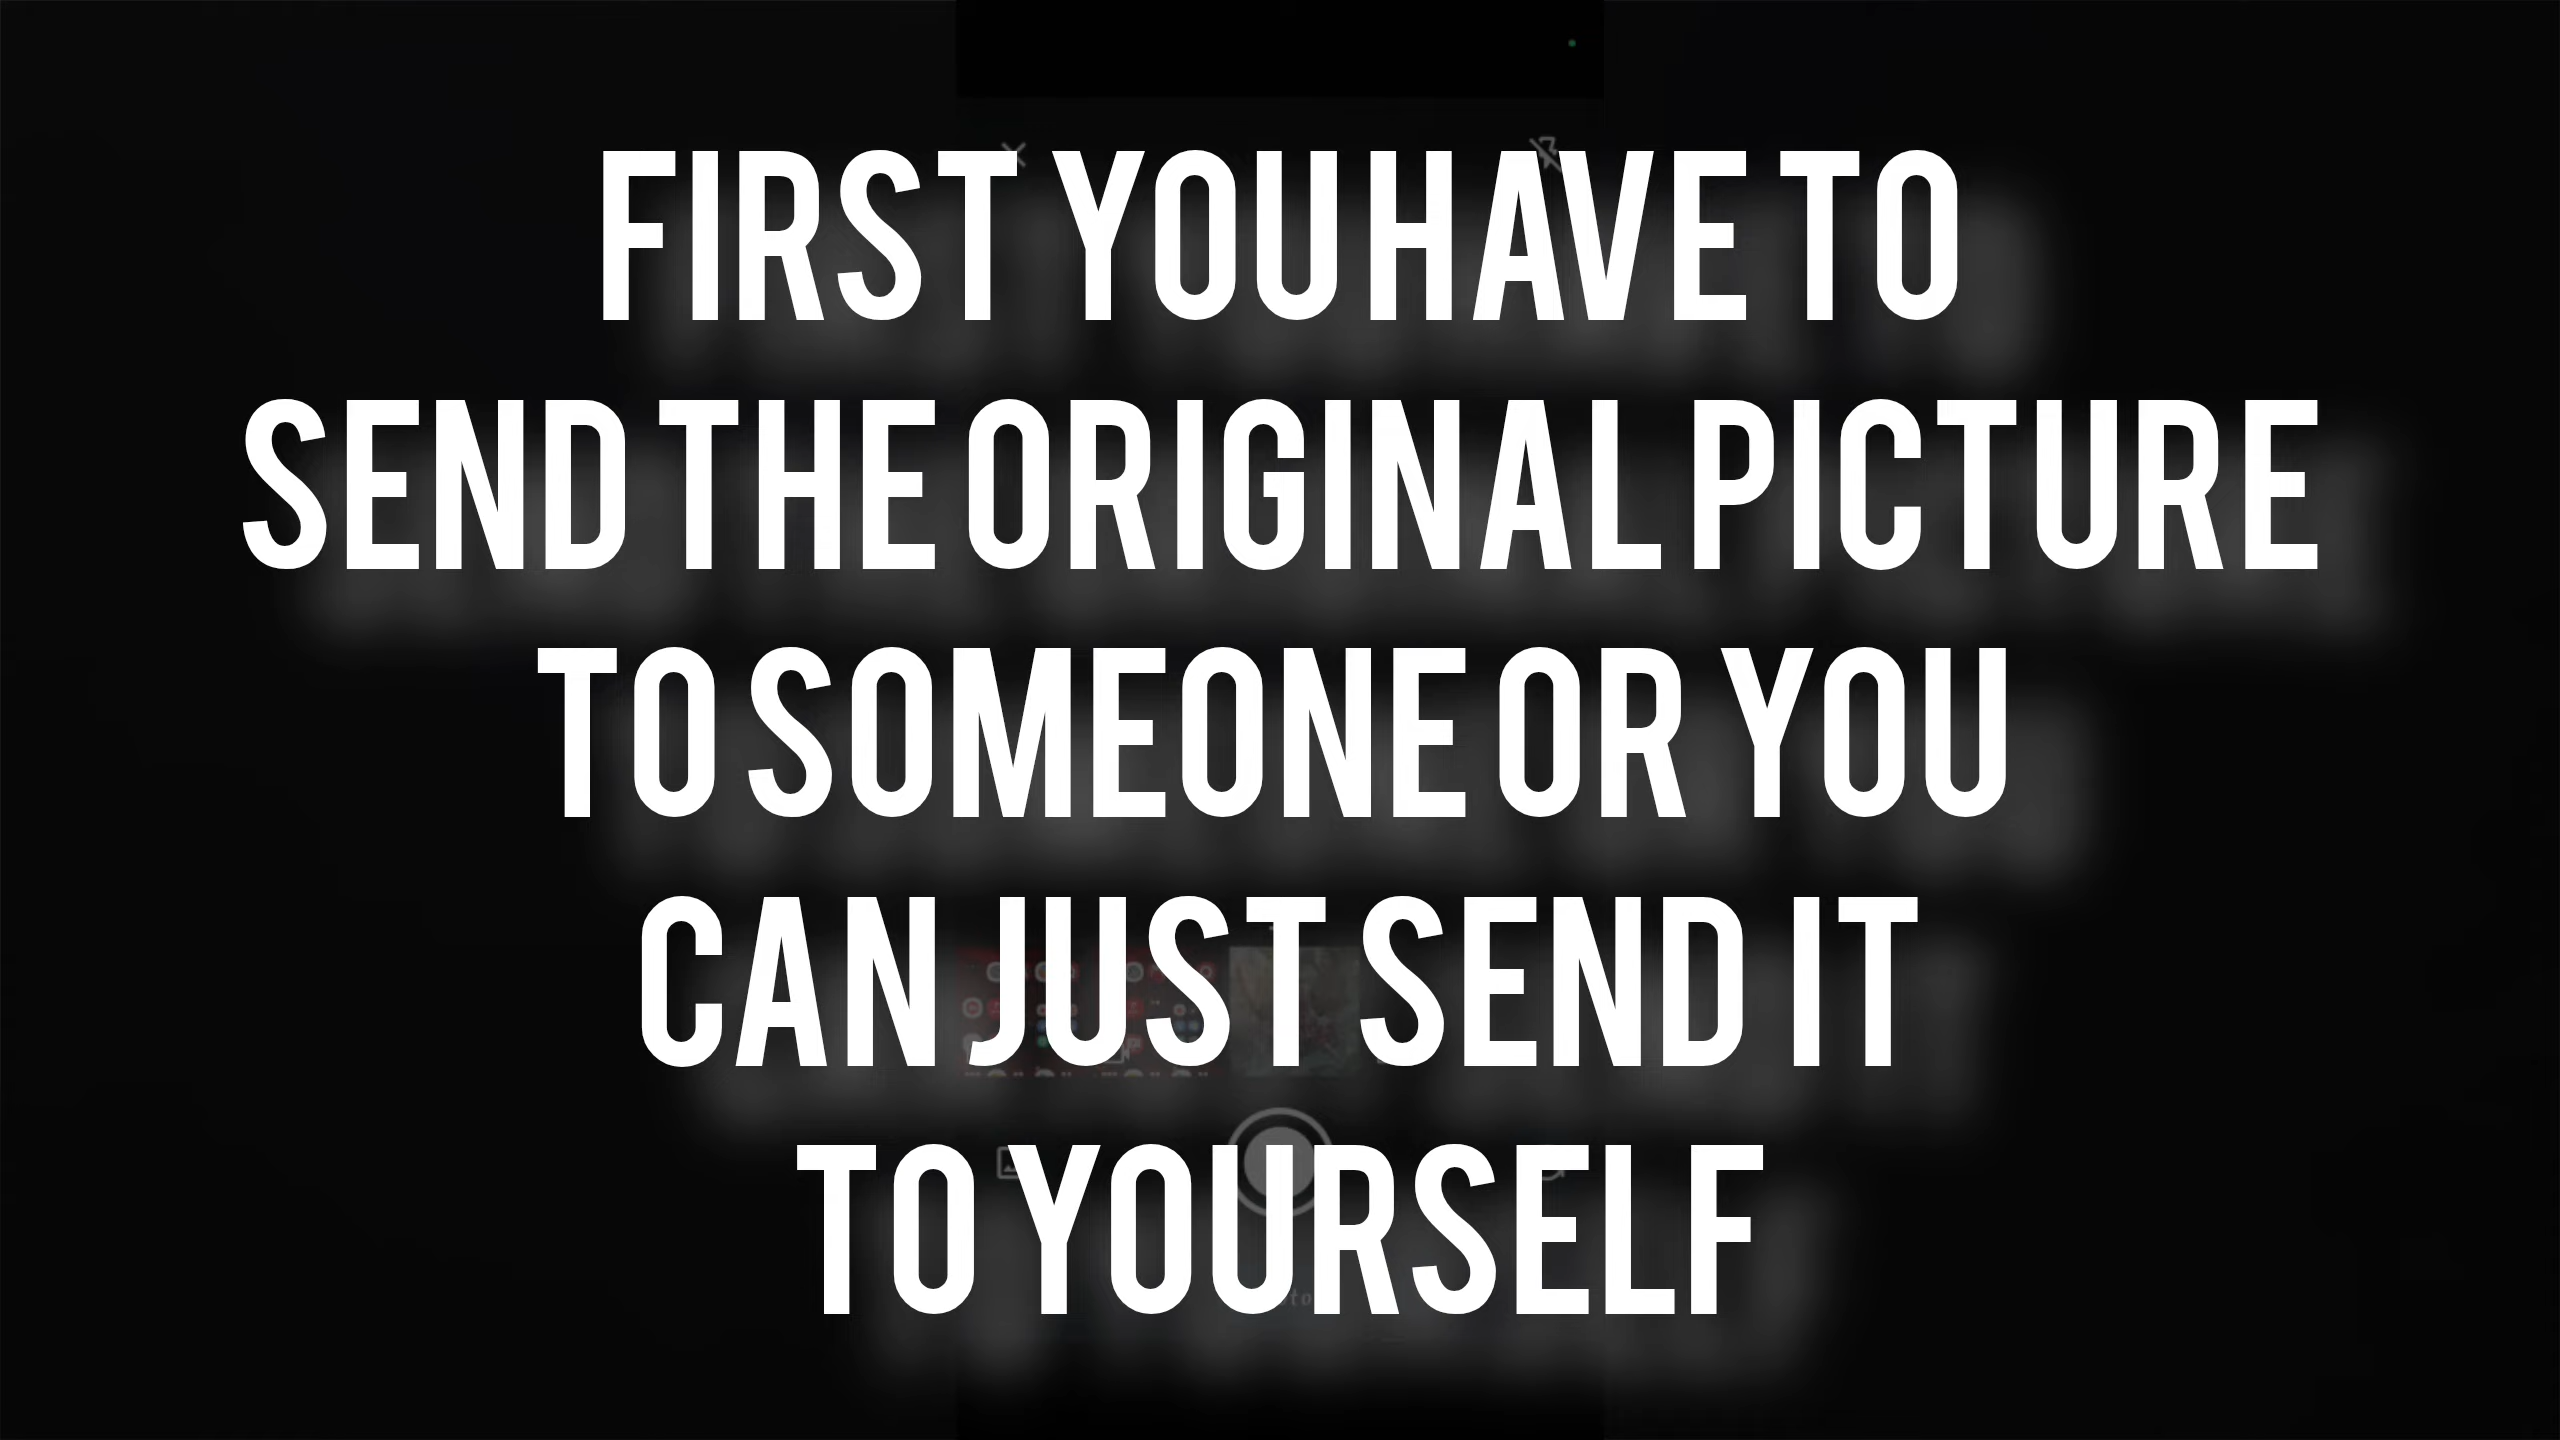 FIRST YOU HAVE TO
SEND THE ORIGINAL PICTURE
TO SOMEONE OR YOU
CAN JUST SEND IT
TO YOURSELF